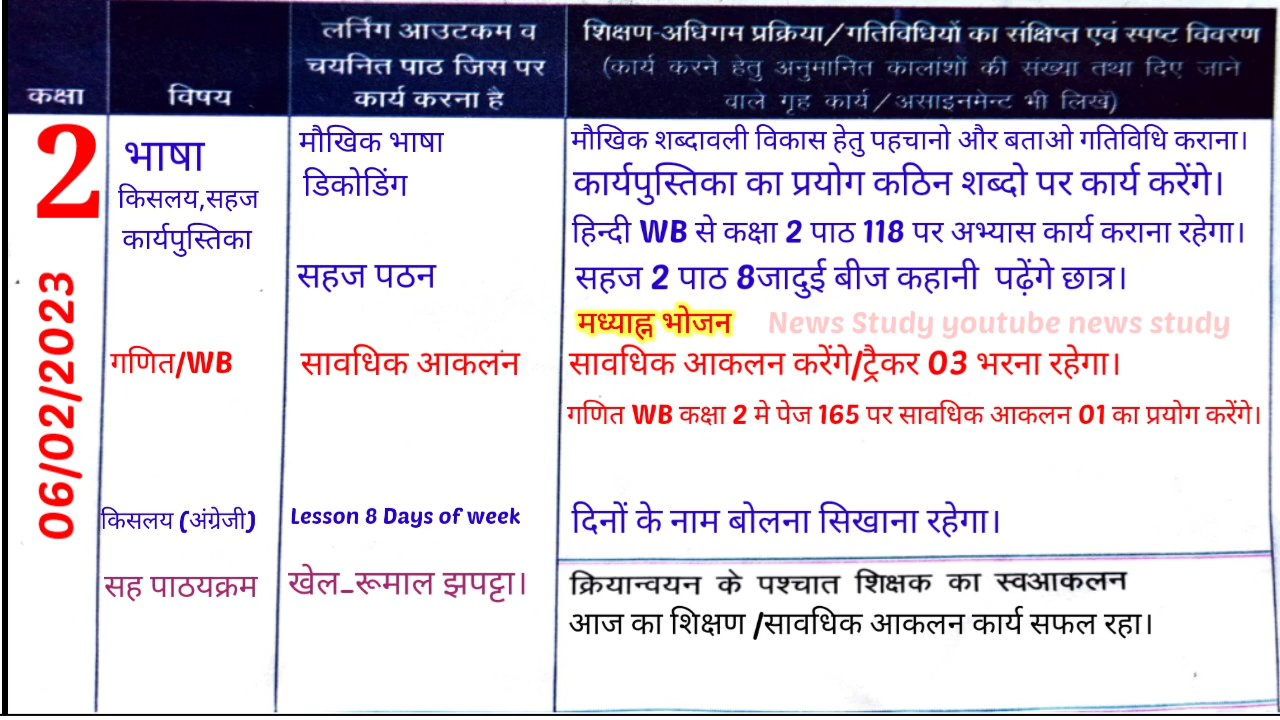 कक्षा
विषय
लर्निंग आउटकम व
चयनित पाठ जिस पर
कार्य करना है
शिक्षण-अधिगम प्रक्रिया/गतिविधियों का संक्षिप्त एवं स्पष्ट विवरण
(कार्य करने हेतु अनुमानित कालांशों की संख्या तथा दिए जाने
वाले गृह कार्य/असाइनमेन्ट भी लिखें)
2
06/02/2023
भाषा
किसलय,सहज
कार्यपुस्तिका
मौखिक भाषा
डिकोडिंग
सहज पठन
मौखिक शब्दावली विकास हेतु पहचानो और बताओ गतिविधि कराना।
कार्यपुस्तिका का प्रयोग कठिन शब्दो पर कार्य करेंगे।
हिन्दी WB से कक्षा 2 पाठ 118 पर अभ्यास कार्य कराना रहेगा।
सहज 2 पाठ 8जादुई बीज कहानी पढ़ेंगे छात्र।
मध्याह्न भोजन
News Study youtube news study
गणित/WB
सावधिक आकलन
सावधिक आकलन करेंगे/ट्रैकर 03 भरना रहेगा।
गणित WB कक्षा 2 मे पेज 165 पर सावधिक आकलन 01 का प्रयोग करेंगे।
किसलय (अंग्रेजी)
Lesson 8 Days of week
दिनों के नाम बोलना सिखाना रहेगा।
सह पाठयक्रम
खेल-रूमाल झपट्टा।
क्रियान्वयन के पश्चात शिक्षक का स्वआकलन
आज का शिक्षण /सावधिक आकलन कार्य सफल रहा।